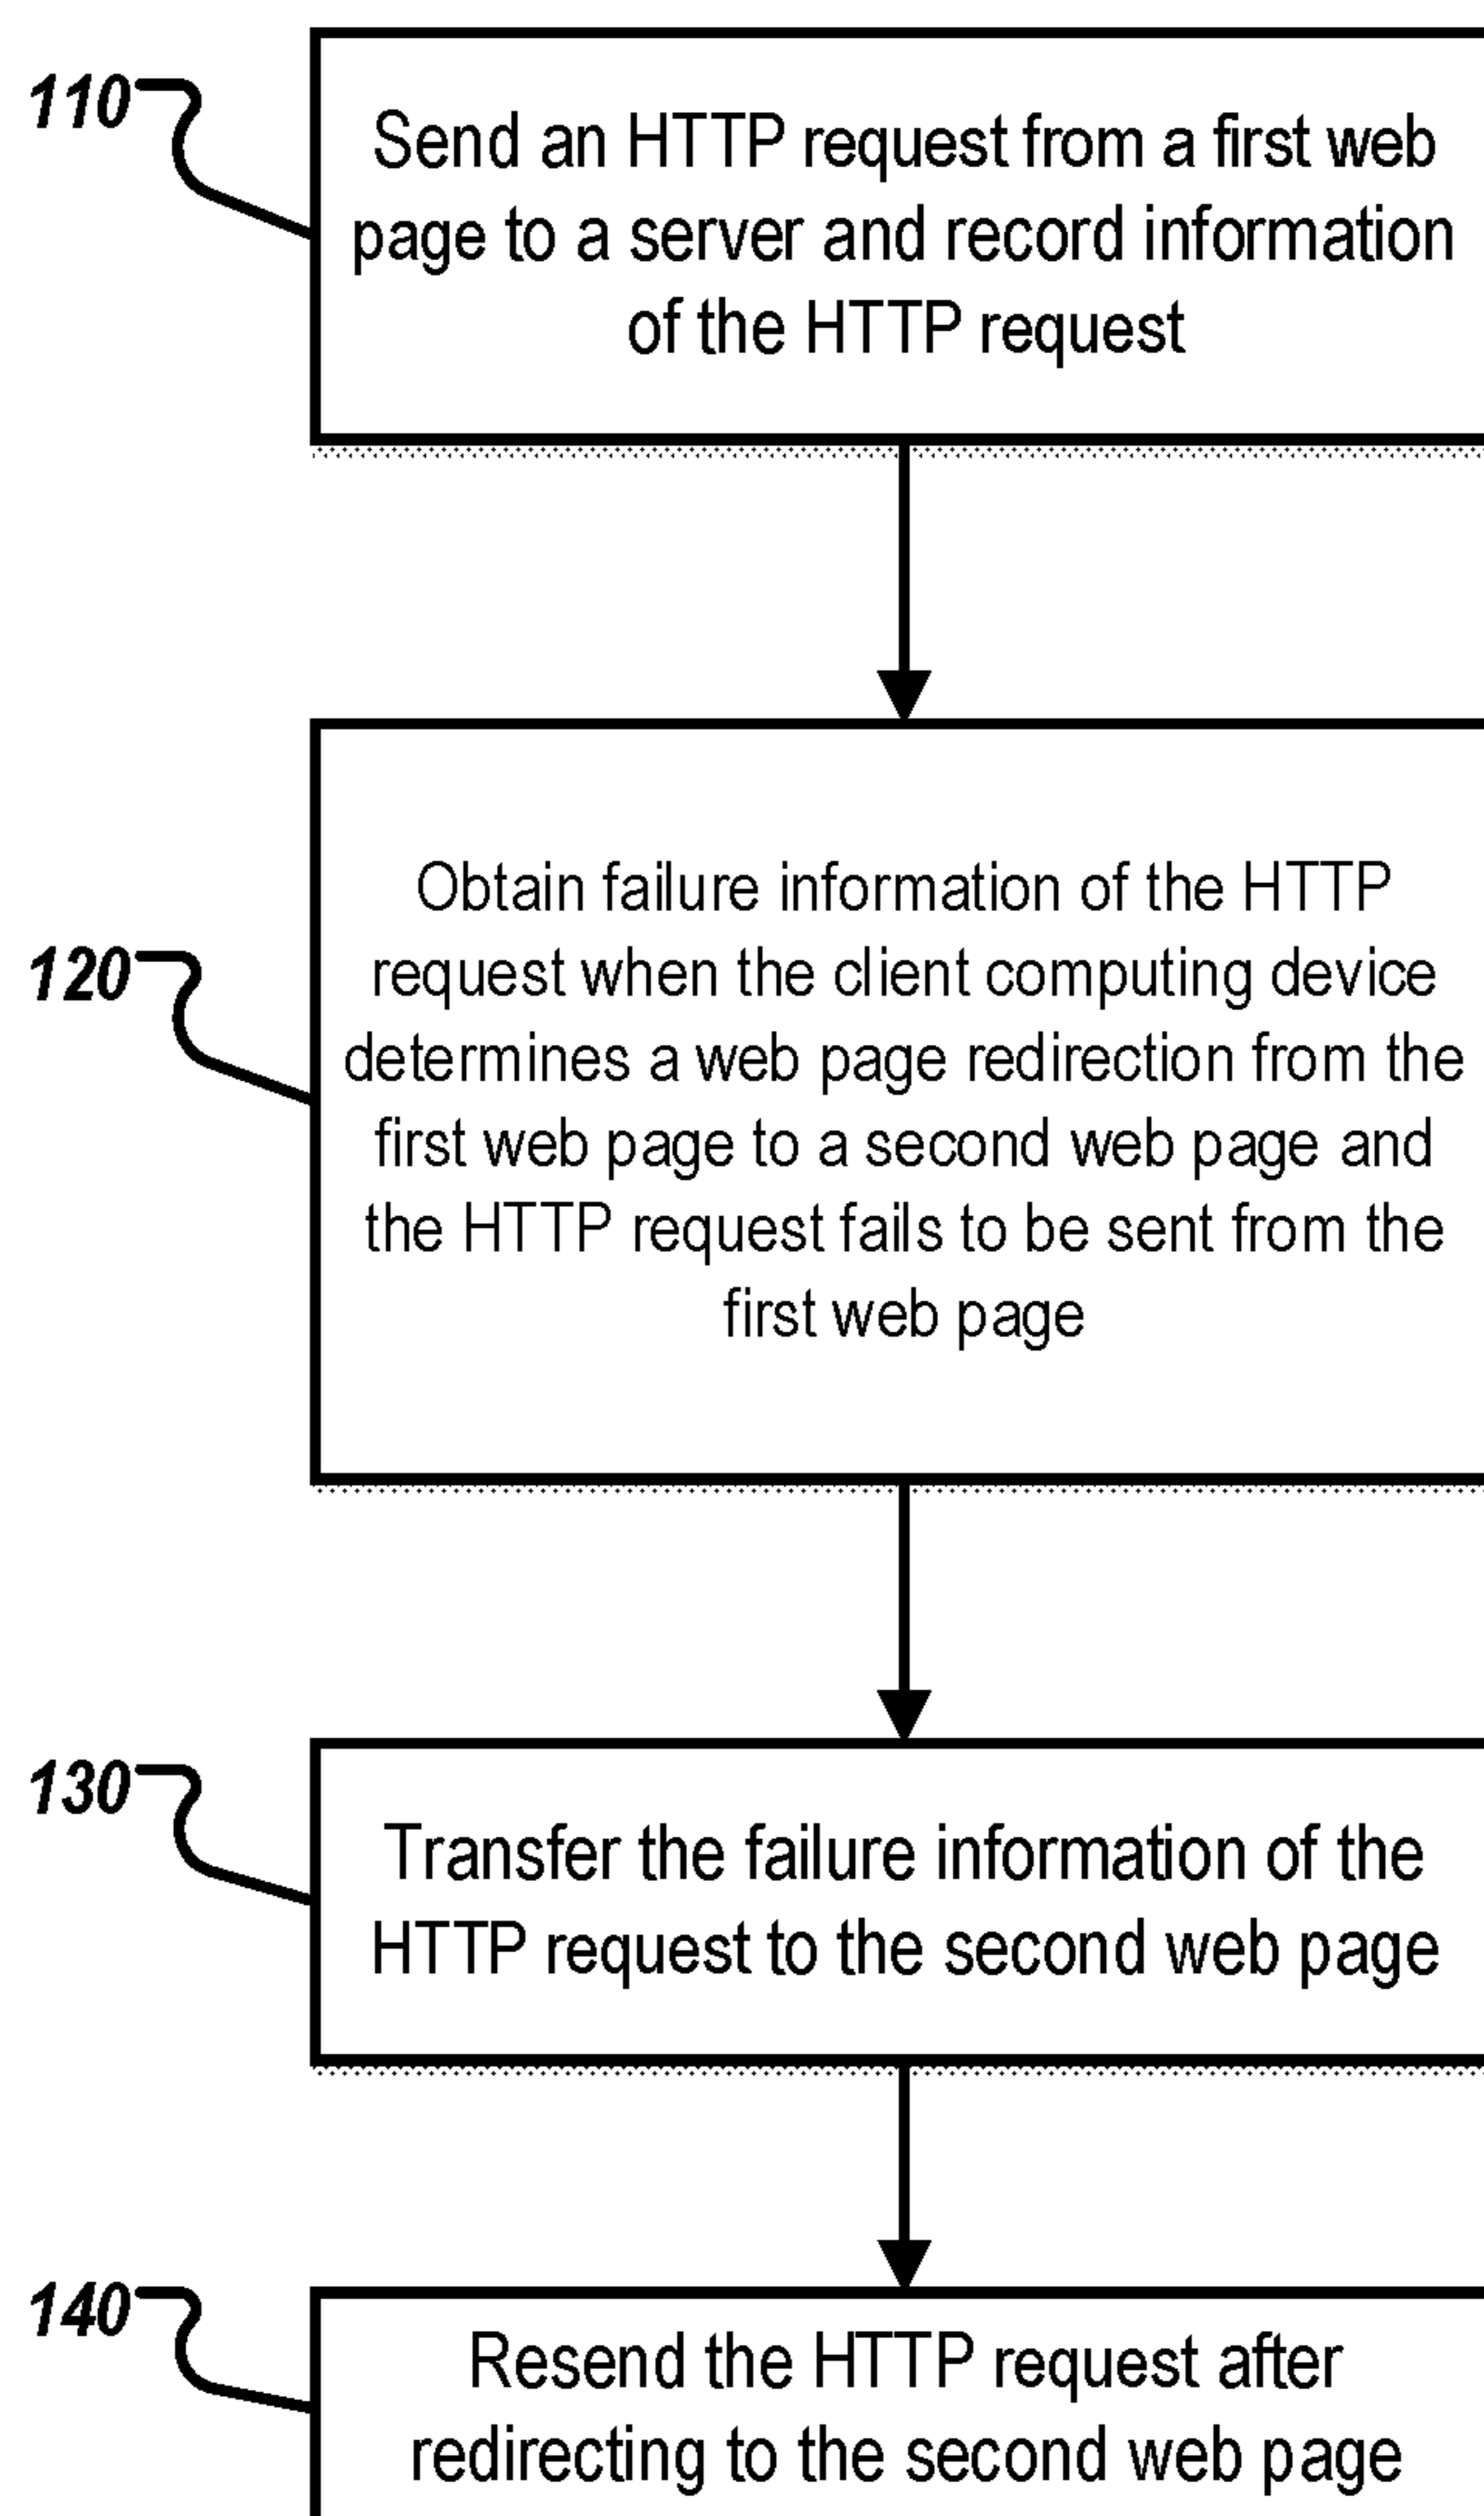 110
Send an HTTP request from a first web
page to a server and record information
of the HTTP request
120
Obtain failure information of the HTTP
request when the client computing device
determines a web page redirection from the
first web page to a second web page and
the HTTP request fails to be sent from the
first web page
130
Transfer the failure information of the
HTTP request to the second web page
140
Resend the HTTP request after
redirecting to the second web page